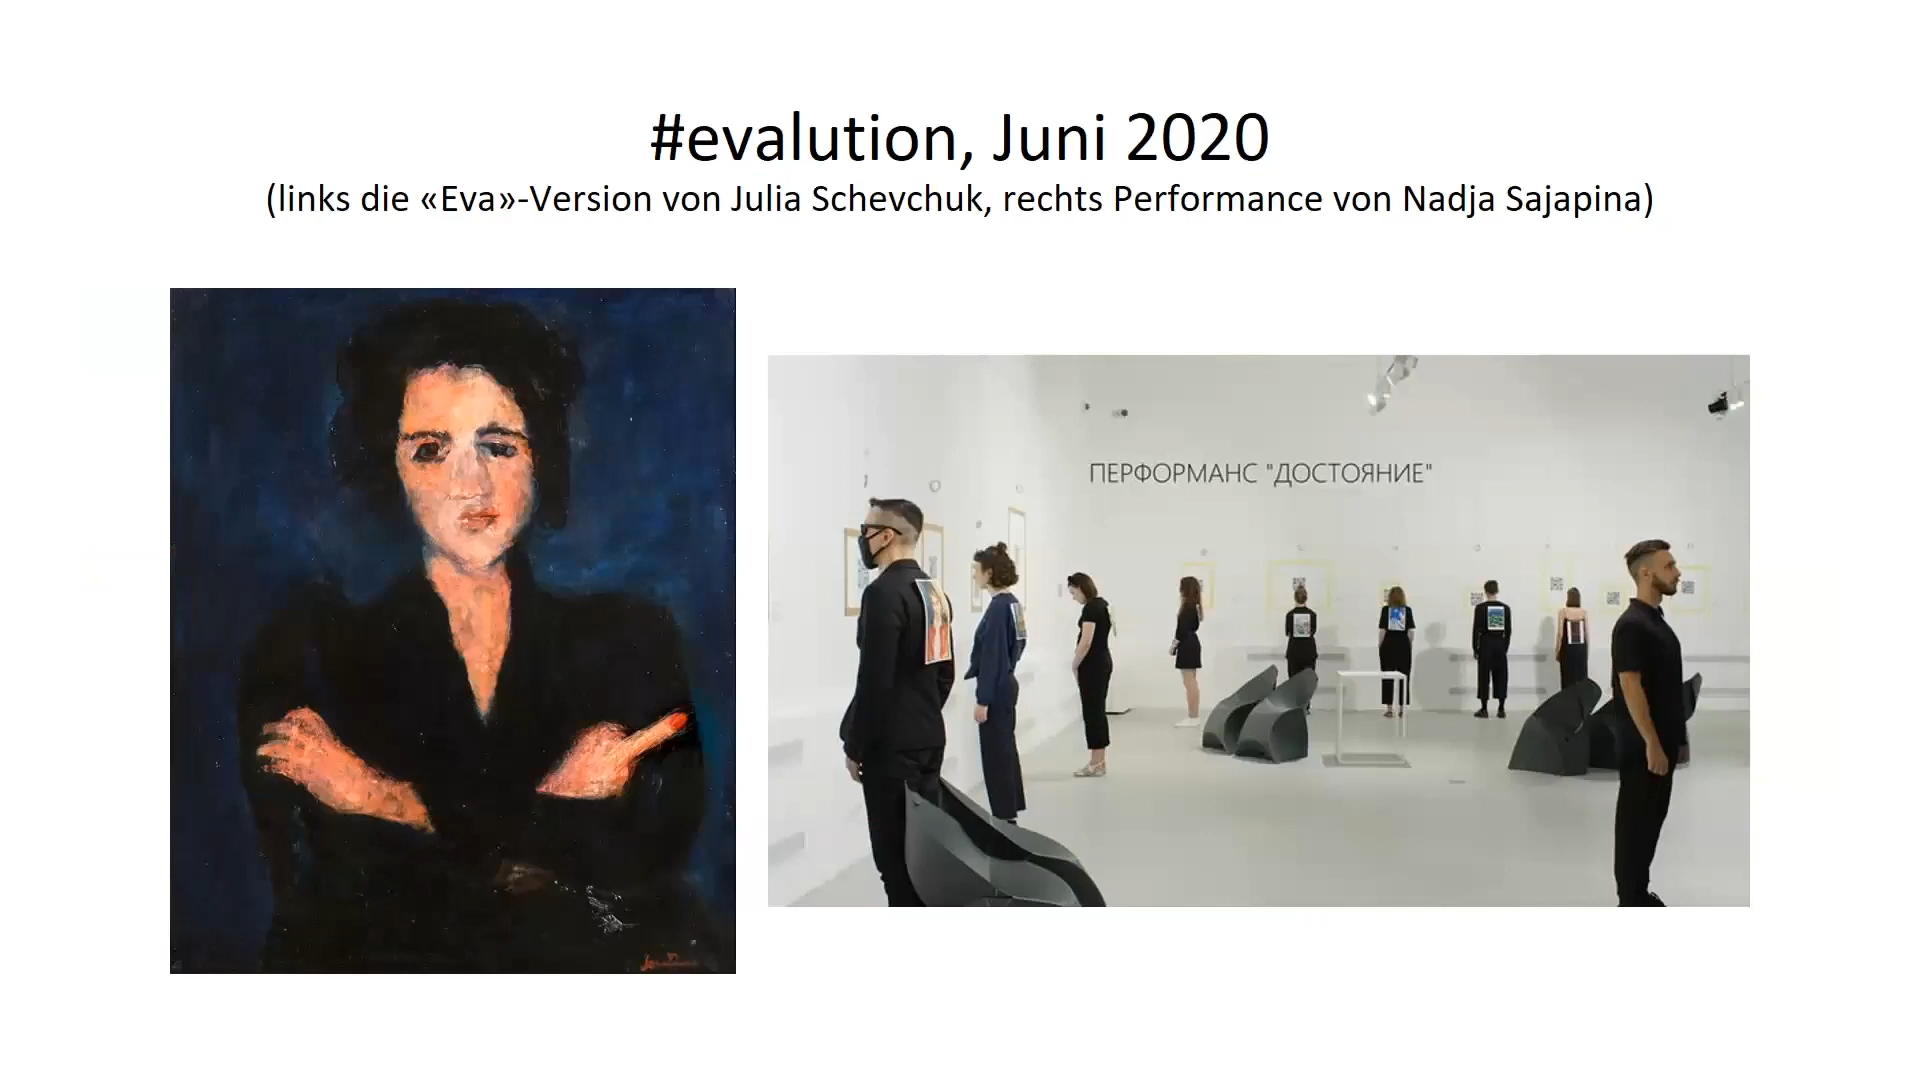 #evalution, Juni 2020
(links die «Eva»-Version von Julia Schevchuk, rechts Performance von Nadja Sajapina)
ПЕРФОРМАНС "ДОСТОЯНИЕ"